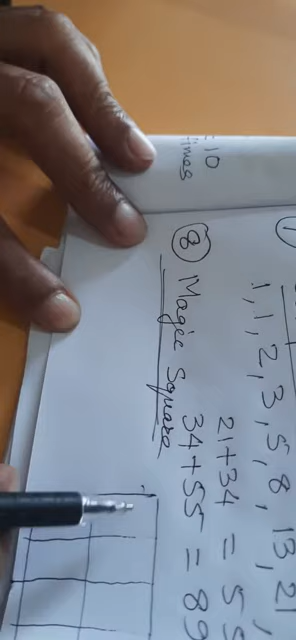 = 10
times
7
1, 1, 2, 3, 5, 8, 13, 21,
21+34 = 55
34+55 = 89
8 Magic Square